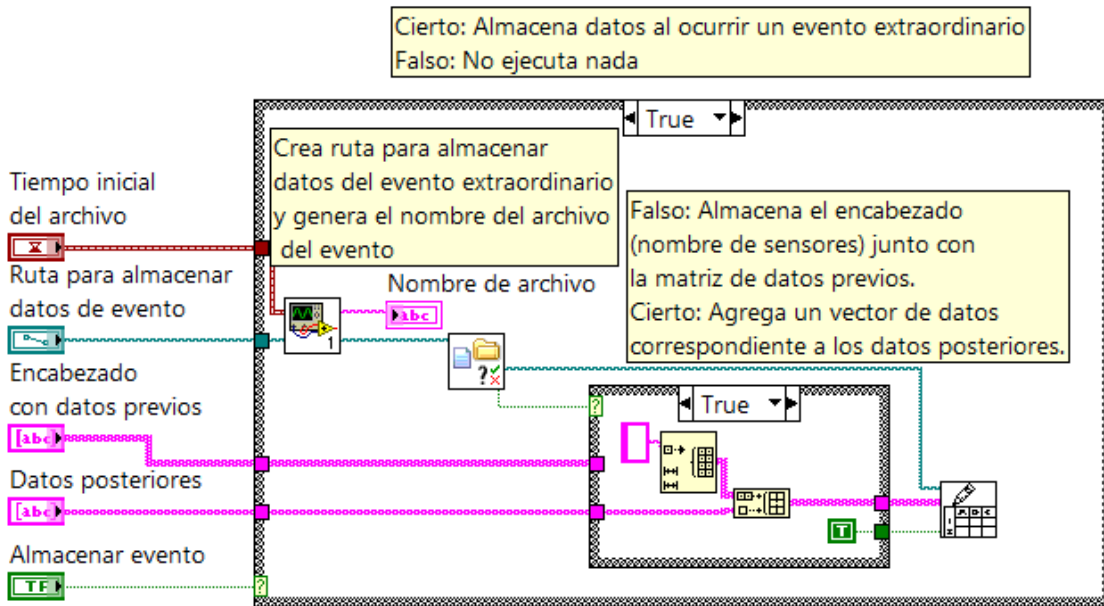 Cierto: Almacena datos al ocurrir un evento extraordinario
Falso: No ejecuta nada
True
Crea ruta para almacenar
datos del evento extraordinario
y genera el nombre del archivo
del evento
Tiempo inicial
del archivo
Falso: Almacena el encabezado
(nombre de sensores) junto con
la matriz de datos previos.
Cierto: Agrega un vector de datos
correspondiente a los datos posteriores.
Ruta para almacenar
datos de evento
Nombre de archivo
abc
1
?
Encabezado
con datos previos
[abc]
?
True
Datos posteriores
[abc]
T
Almacenar evento
TF
?